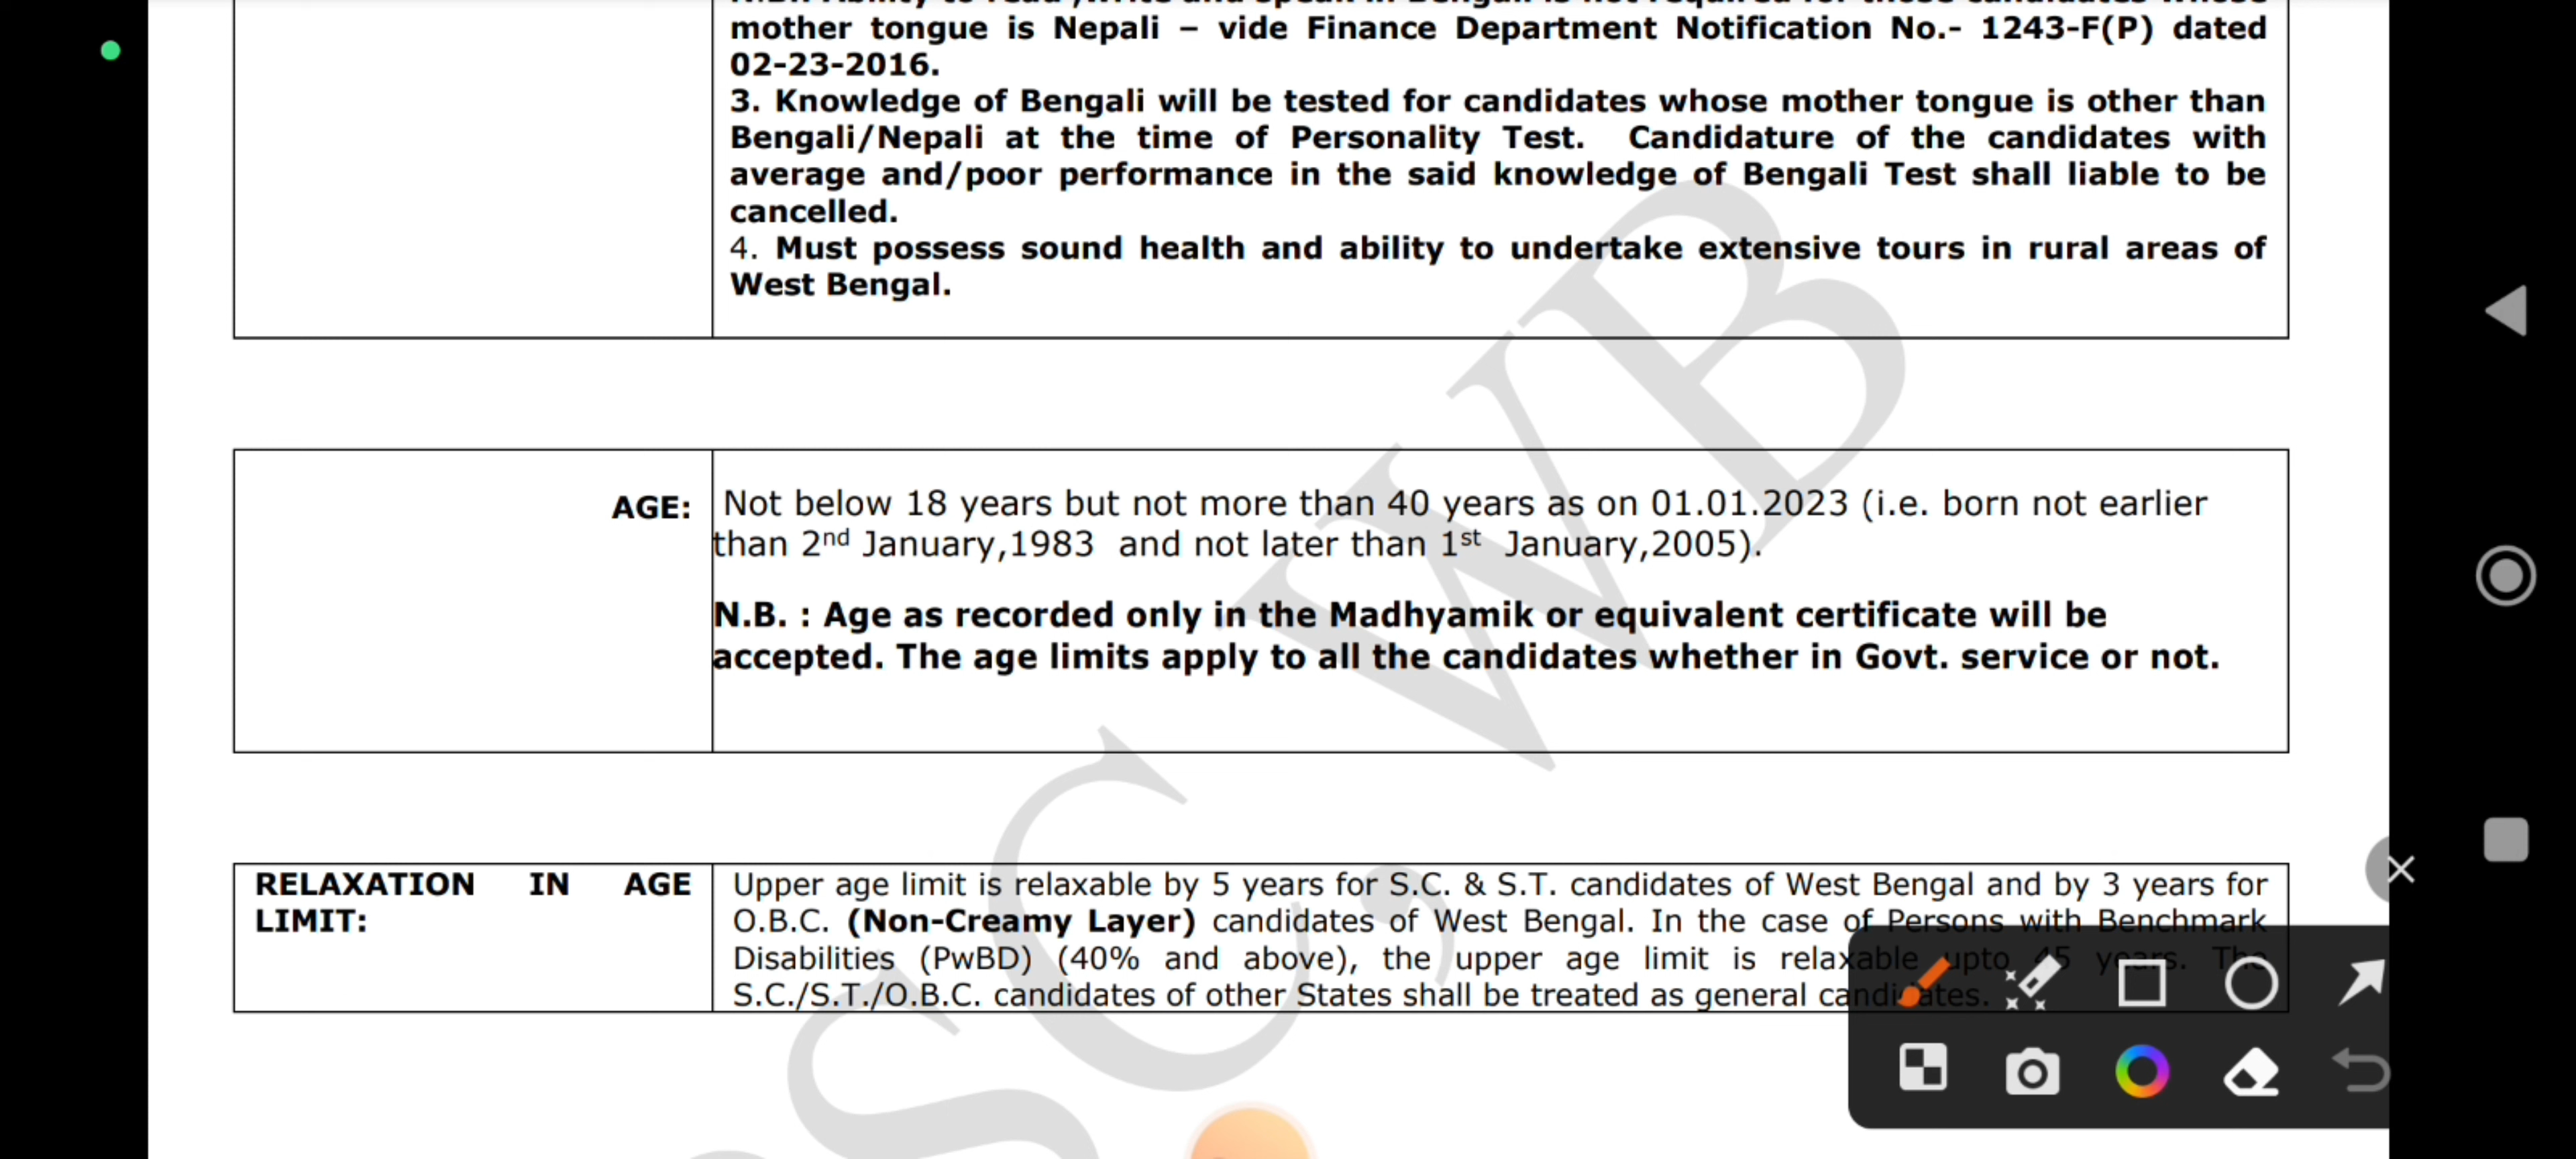 mother tongue is Nepali – vide Finance Department Notification No.- 1243-F(P) dated
02-23-2016.
3. Knowledge of Bengali will be tested for candidates whose mother tongue is other than
Bengali/Nepali at the time of Personality Test. Candidature of the candidates with
average and/poor performance in the said knowledge of Bengali Test shall liable to be
cancelled.
4. Must possess sound health and ability to undertake extensive tours in rural areas of
West Bengal.
AGE:
Not below 18 years but not more than 40 years as on 01.01.2023 (i.e. born not earlier
than 2nd January,1983 and not later than 1st January,2005).
N.B. : Age as recorded only in the Madhyamik or equivalent certificate will be
accepted. The age limits apply to all the candidates whether in Govt. service or not.
RELAXATION IN AGE
LIMIT:
Upper age limit is relaxable by 5 years for S.C. & S.T. candidates of West Bengal and by 3 years for
O.B.C. (Non-Creamy Layer) candidates of West Bengal. In the case of Persons with Benchmark
Disabilities (PwBD) (40% and above), the upper age limit is relaxable upto 45 years. The
S.C./S.T./O.B.C. candidates of other States shall be treated as general candidates.
SC, WB